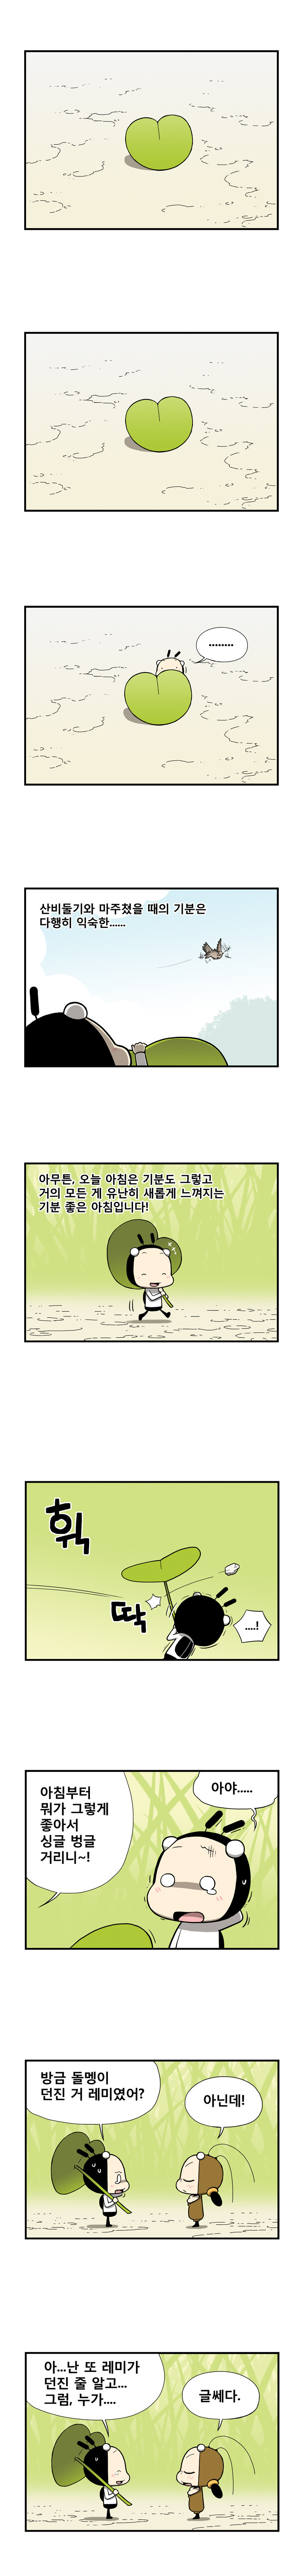 ........
산비둘기와 마주쳤을 때의 기분은
다행히 익숙한......
아무튼, 오늘 아침은 기분도 그렇고
거의 모든 게 유난히 새롭게 느껴지는
기분 좋은 아침입니다!
휙
딱
....!
아침부터
뭐가 그렇게
좋아서
싱글 벙글
거리니~!
아야.....
방금 돌멩이
던진 거 레미였어?
아닌데!
아...난 또 레미가
던진 줄 알고...
그럼, 누가....
글쎄다.